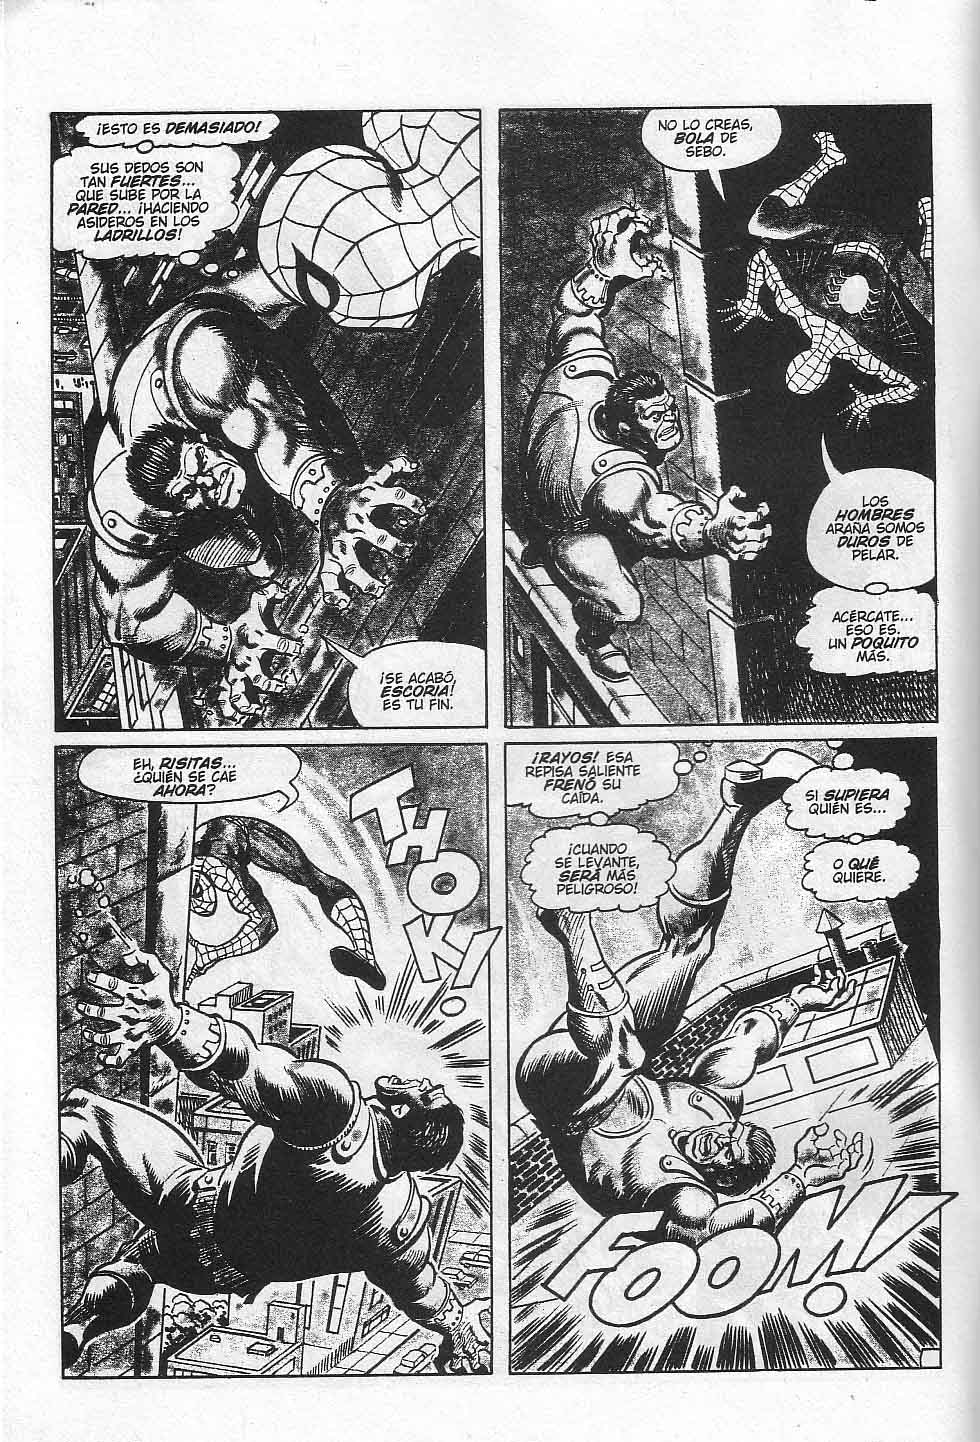 ¡ESTO ES DEMASIADO!
SUS DEDOS SON
TAN FUERTES...
QUE SUBE POR LA
PARED... ¡HACIENDO
ASIDEROS EN LOS
LADRILLOS!
¡SE ACABÓ,
ESCORIA!
ES TU FIN.
NO LO CREAS,
BOLA DE
SEBO.
LOS
HOMBRES
ARAÑA SOMOS
DUROS DE
PELAR.
ACÉRCATE...
ESO ES.
UN POQUITO
MÁS.
EH, RISITAS...
¿QUIÉN SE CAE
AHORA?
THOK!
¡RAYOS! ESA
REPISA SALIENTE
FRENÓ SU
CAÍDA.
¡CUANDO
SE LEVANTE,
SERÁ MÁS
PELIGROSO!
SI SUPIERA
QUIÉN ES...
O QUÉ
QUIERE.
FOOM!